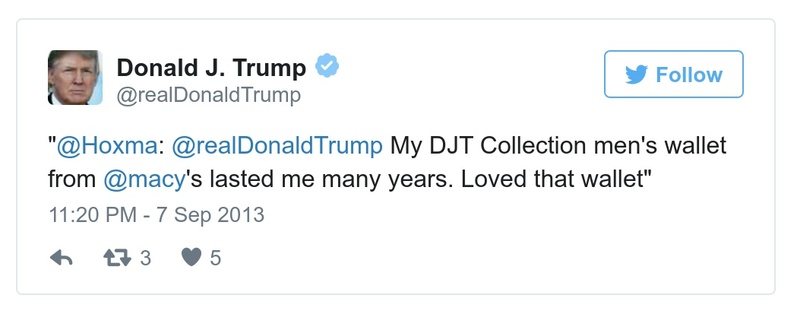 Donald J. Trump
@realDonaldTrump
Follow
"@Hoxma: @realDonaldTrump My DJT Collection men's wallet
from @macy's lasted me many years. Loved that wallet"
11:20 PM - 7 Sep 2013
3 5